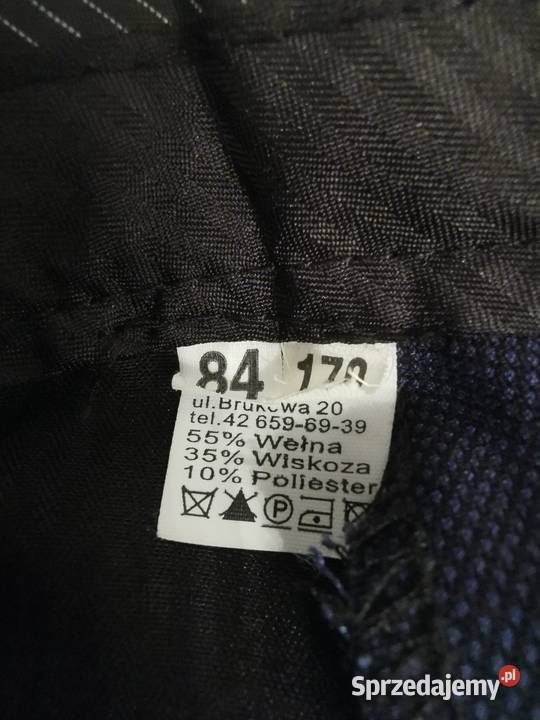 84 170
ul.Brukowa 20
tel.42 659-69-39
55% Wełna
35% Wiskoza
10% Poliester
P
Sprzedajemy.pl